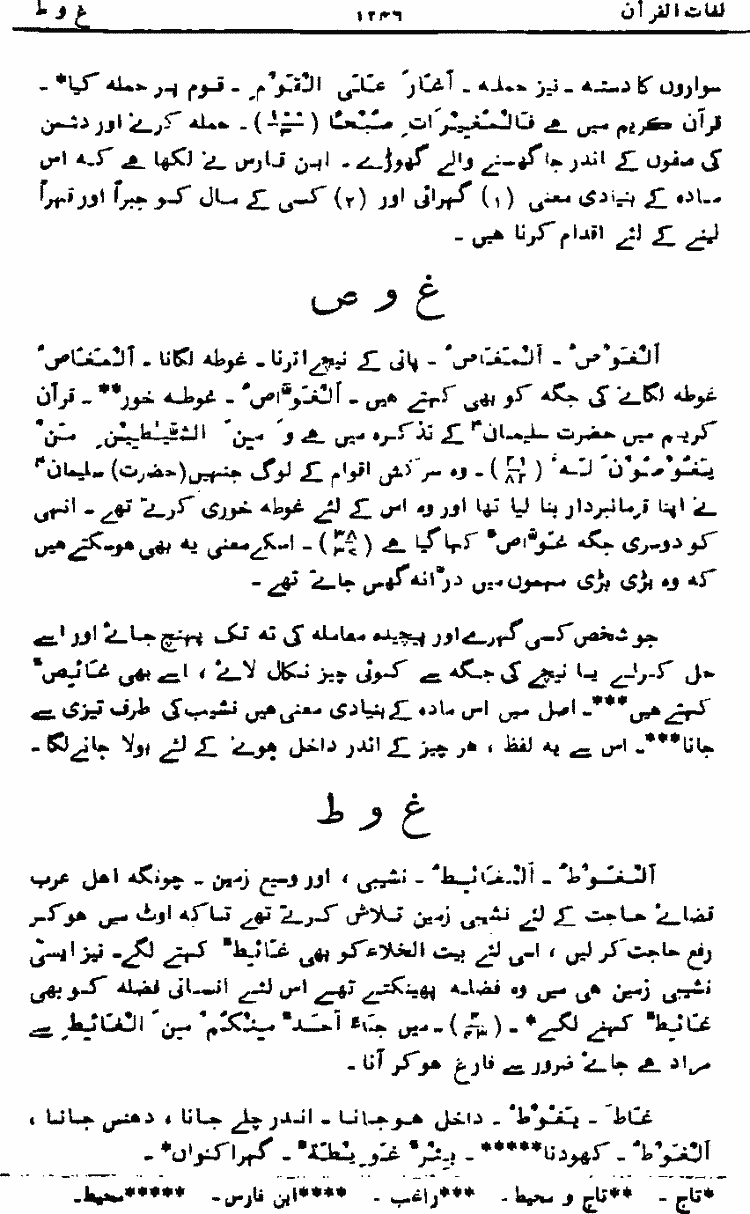 لغات القرآن ۱۲۴۶ غ و ط
سواروں کا دستہ ۔ نیز حملہ ۔ اَغَارَ عَلَی الْقَوْمِ ۔ قوم پر حملہ کیا* ۔
قرآن کریم میں ہے فَالْمُغِیْرَاتِ صُبْحًا (۱۰۰/۳) ۔ حملہ کرنے اور دشمن
کی صفوں کے اندر جا گھسنے والے گھوڑے ۔ ابن فارس نے لکھا ہے کہ اس
مادہ کے بنیادی معنی (۱) گہرائی اور (۲) کسی کے مال کو جبراً اور قہراً
لینے کے لئے اقدام کرنا ہیں ۔
غ و ص
اَلْغَوْصُ ۔ اَلْمَغَاصُ ۔ پانی کے نیچے اترنا ۔ غوطہ لگانا ۔ اَلْمَغَاصُ
غوطہ لگانے کی جگہ کو بھی کہتے ہیں ۔ اَلْغَوَّاصُ ۔ غوطہ خور** ۔ قرآن
کریم میں حضرت سلیمانؑ کے تذکرہ میں ہے وَ مِنَ الشَّیٰطِیْنِ مَنْ
یَّغُوْصُوْنَ لَہٗ (۲۱/۸۲) ۔ وہ سرکش اقوام کے لوگ جنہیں (حضرت) سلیمانؑ
نے اپنا فرمانبردار بنا لیا تھا اور وہ اس کے لئے غوطہ خوری کرتے تھے ۔ انہی
کو دوسری جگہ غَوَّاصٍ کہا گیا ہے (۳۸/۳۷) ۔ اسکے معنی یہ بھی ہوسکتے ہیں
کہ وہ بڑی بڑی مہموں میں درّانہ گھس جاتے تھے ۔
جو شخص کسی گہرے اور پیچیدہ معاملہ کی تہ تک پہنچ جائے اور اسے
حل کرلے یا نیچے کی جگہ سے کوئی چیز نکال لائے ، اسے بھی غَائِصٌ
کہتے ہیں*** ۔ اصل میں اس مادہ کے بنیادی معنی ہیں نشیب کی طرف تیزی سے
جانا*** ۔ اس سے یہ لفظ ، ہر چیز کے اندر داخل ہونے کے لئے بولا جانے لگا ۔
غ و ط
اَلْغَوْطُ ۔ اَلْغَائِطُ ۔ نشیبی ، اور وسیع زمین ۔ چونکہ اہل عرب
قضائے حاجت کے لئے نشیبی زمین تلاش کرتے تھے تاکہ اوٹ میں ہو کر
رفع حاجت کر لیں ، اسی لئے بیت الخلاء کو بھی غَائِطٌ کہتے لگے ۔ نیز ایسی
نشیبی زمین ہی میں وہ فضلہ پھینکتے تھے اس لئے انسانی فضلہ کو بھی
غَائِطٌ کہنے لگے* ۔ (۴/۴۳) ۔ میں جَاءَ اَحَدٌ مِّنْکُمْ مِنَ الْغَائِطِ سے
مراد ہے جائے ضرور سے فارغ ہو کر آنا ۔
غَاطَ ۔ یَغُوْطُ ۔ داخل ہو جانا ۔ اندر چلے جانا ، دھنس جانا ،
اَلْغَوْطُ ۔ کھودنا***** ۔ بِئْرٌ غَوِیْطَةٌ ۔ گہرا کنواں* ۔
*تاج ۔ **تاج و محیط ۔ ***راغب ۔ ****ابن فارس ۔ *****محیط ۔